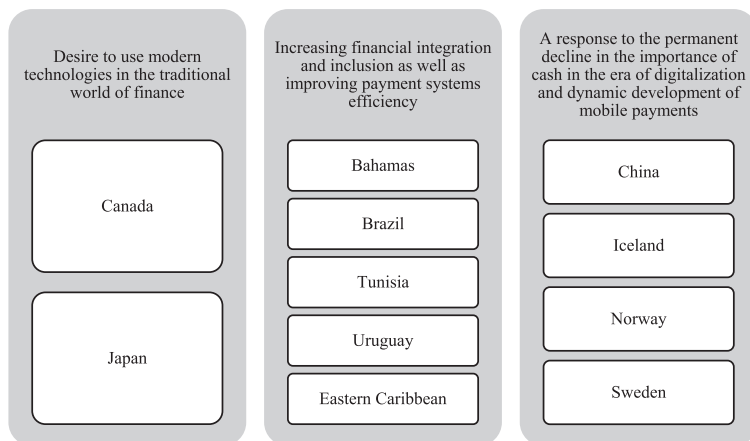 Desire to use modern
technologies in the traditional
world of finance
Canada
Japan
Increasing financial integration
and inclusion as well as
improving payment systems
efficiency
Bahamas
Brazil
Tunisia
Uruguay
Eastern Caribbean
A response to the permanent
decline in the importance of
cash in the era of digitalization
and dynamic development of
mobile payments
China
Iceland
Norway
Sweden